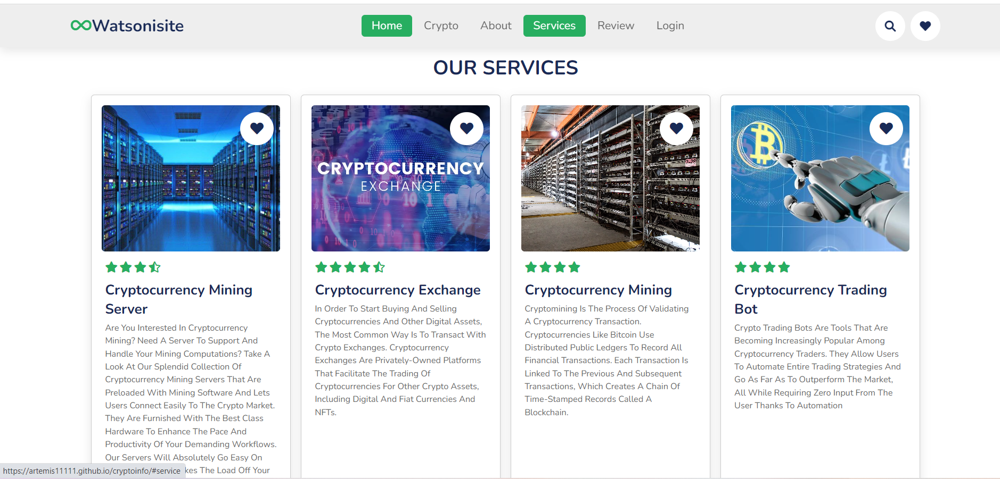 Watsonisite
Home Crypto About Services Review Login
OUR SERVICES
CRYPTOCURRENCY
EXCHANGE
2-28
Cryptocurrency Mining
Server
Are You Interested In Cryptocurrency
Mining? Need A Server To Support And
Handle Your Mining Computations? Take A
Look At Our Splendid Collection Of
Cryptocurrency Mining Servers That Are
Preloaded With Mining Software And Lets
Users Connect Easily To The Crypto Market.
They Are Furnished With The Best Class
Hardware To Enhance The Pace And
Productivity Of Your Demanding Workflows.
Our Servers Will Absolutely Go Easy On
kes The Load Off Your
Cryptocurrency Exchange
In Order To Start Buying And Selling
Cryptocurrencies And Other Digital Assets,
The Most Common Way Is To Transact With
Crypto Exchanges. Cryptocurrency
Exchanges Are Privately-Owned Platforms
That Facilitate The Trading Of
Cryptocurrencies For Other Crypto Assets,
Including Digital And Fiat Currencies And
NFTs.
Cryptocurrency Mining
Cryptomining Is The Process Of Validating
A Cryptocurrency Transaction.
Cryptocurrencies Like Bitcoin Use
Distributed Public Ledgers To Record All
Financial Transactions. Each Transaction Is
Linked To The Previous And Subsequent
Transactions, Which Creates A Chain Of
Time-Stamped Records Called A
Blockchain.
Cryptocurrency Trading
Bot
Crypto Trading Bots Are Tools That Are
Becoming Increasingly Popular Among
Cryptocurrency Traders. They Allow Users
To Automate Entire Trading Strategies And
Go As Far As To Outperform The Market,
All While Requiring Zero Input From The
User Thanks To Automation
https://artemis11111.github.io/cryptoinfo/#service